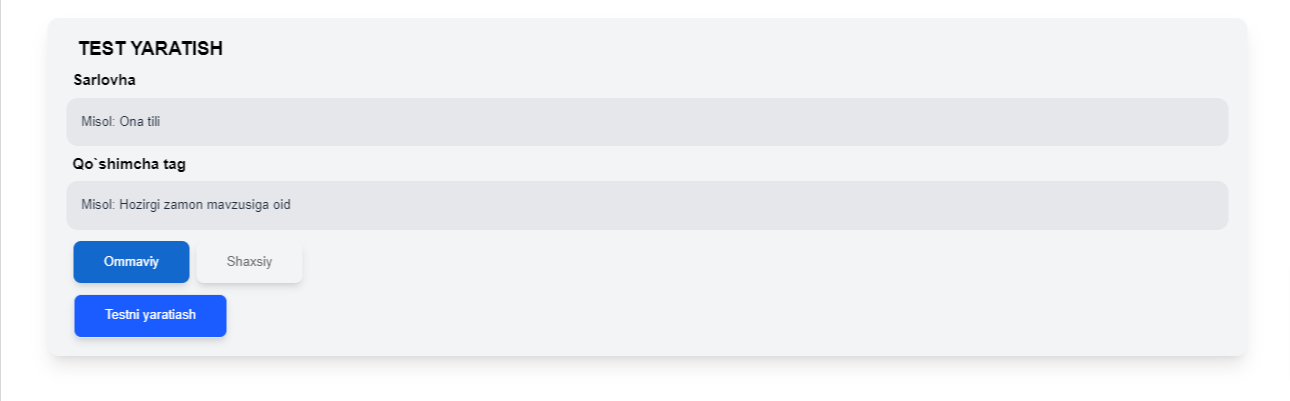 TEST YARATISH
Sarlovha
Misol: Ona tili
Qo`shimcha tag
Misol: Hozirgi zamon mavzusiga oid
Ommaviy Shaxsiy
Testni yaratiash